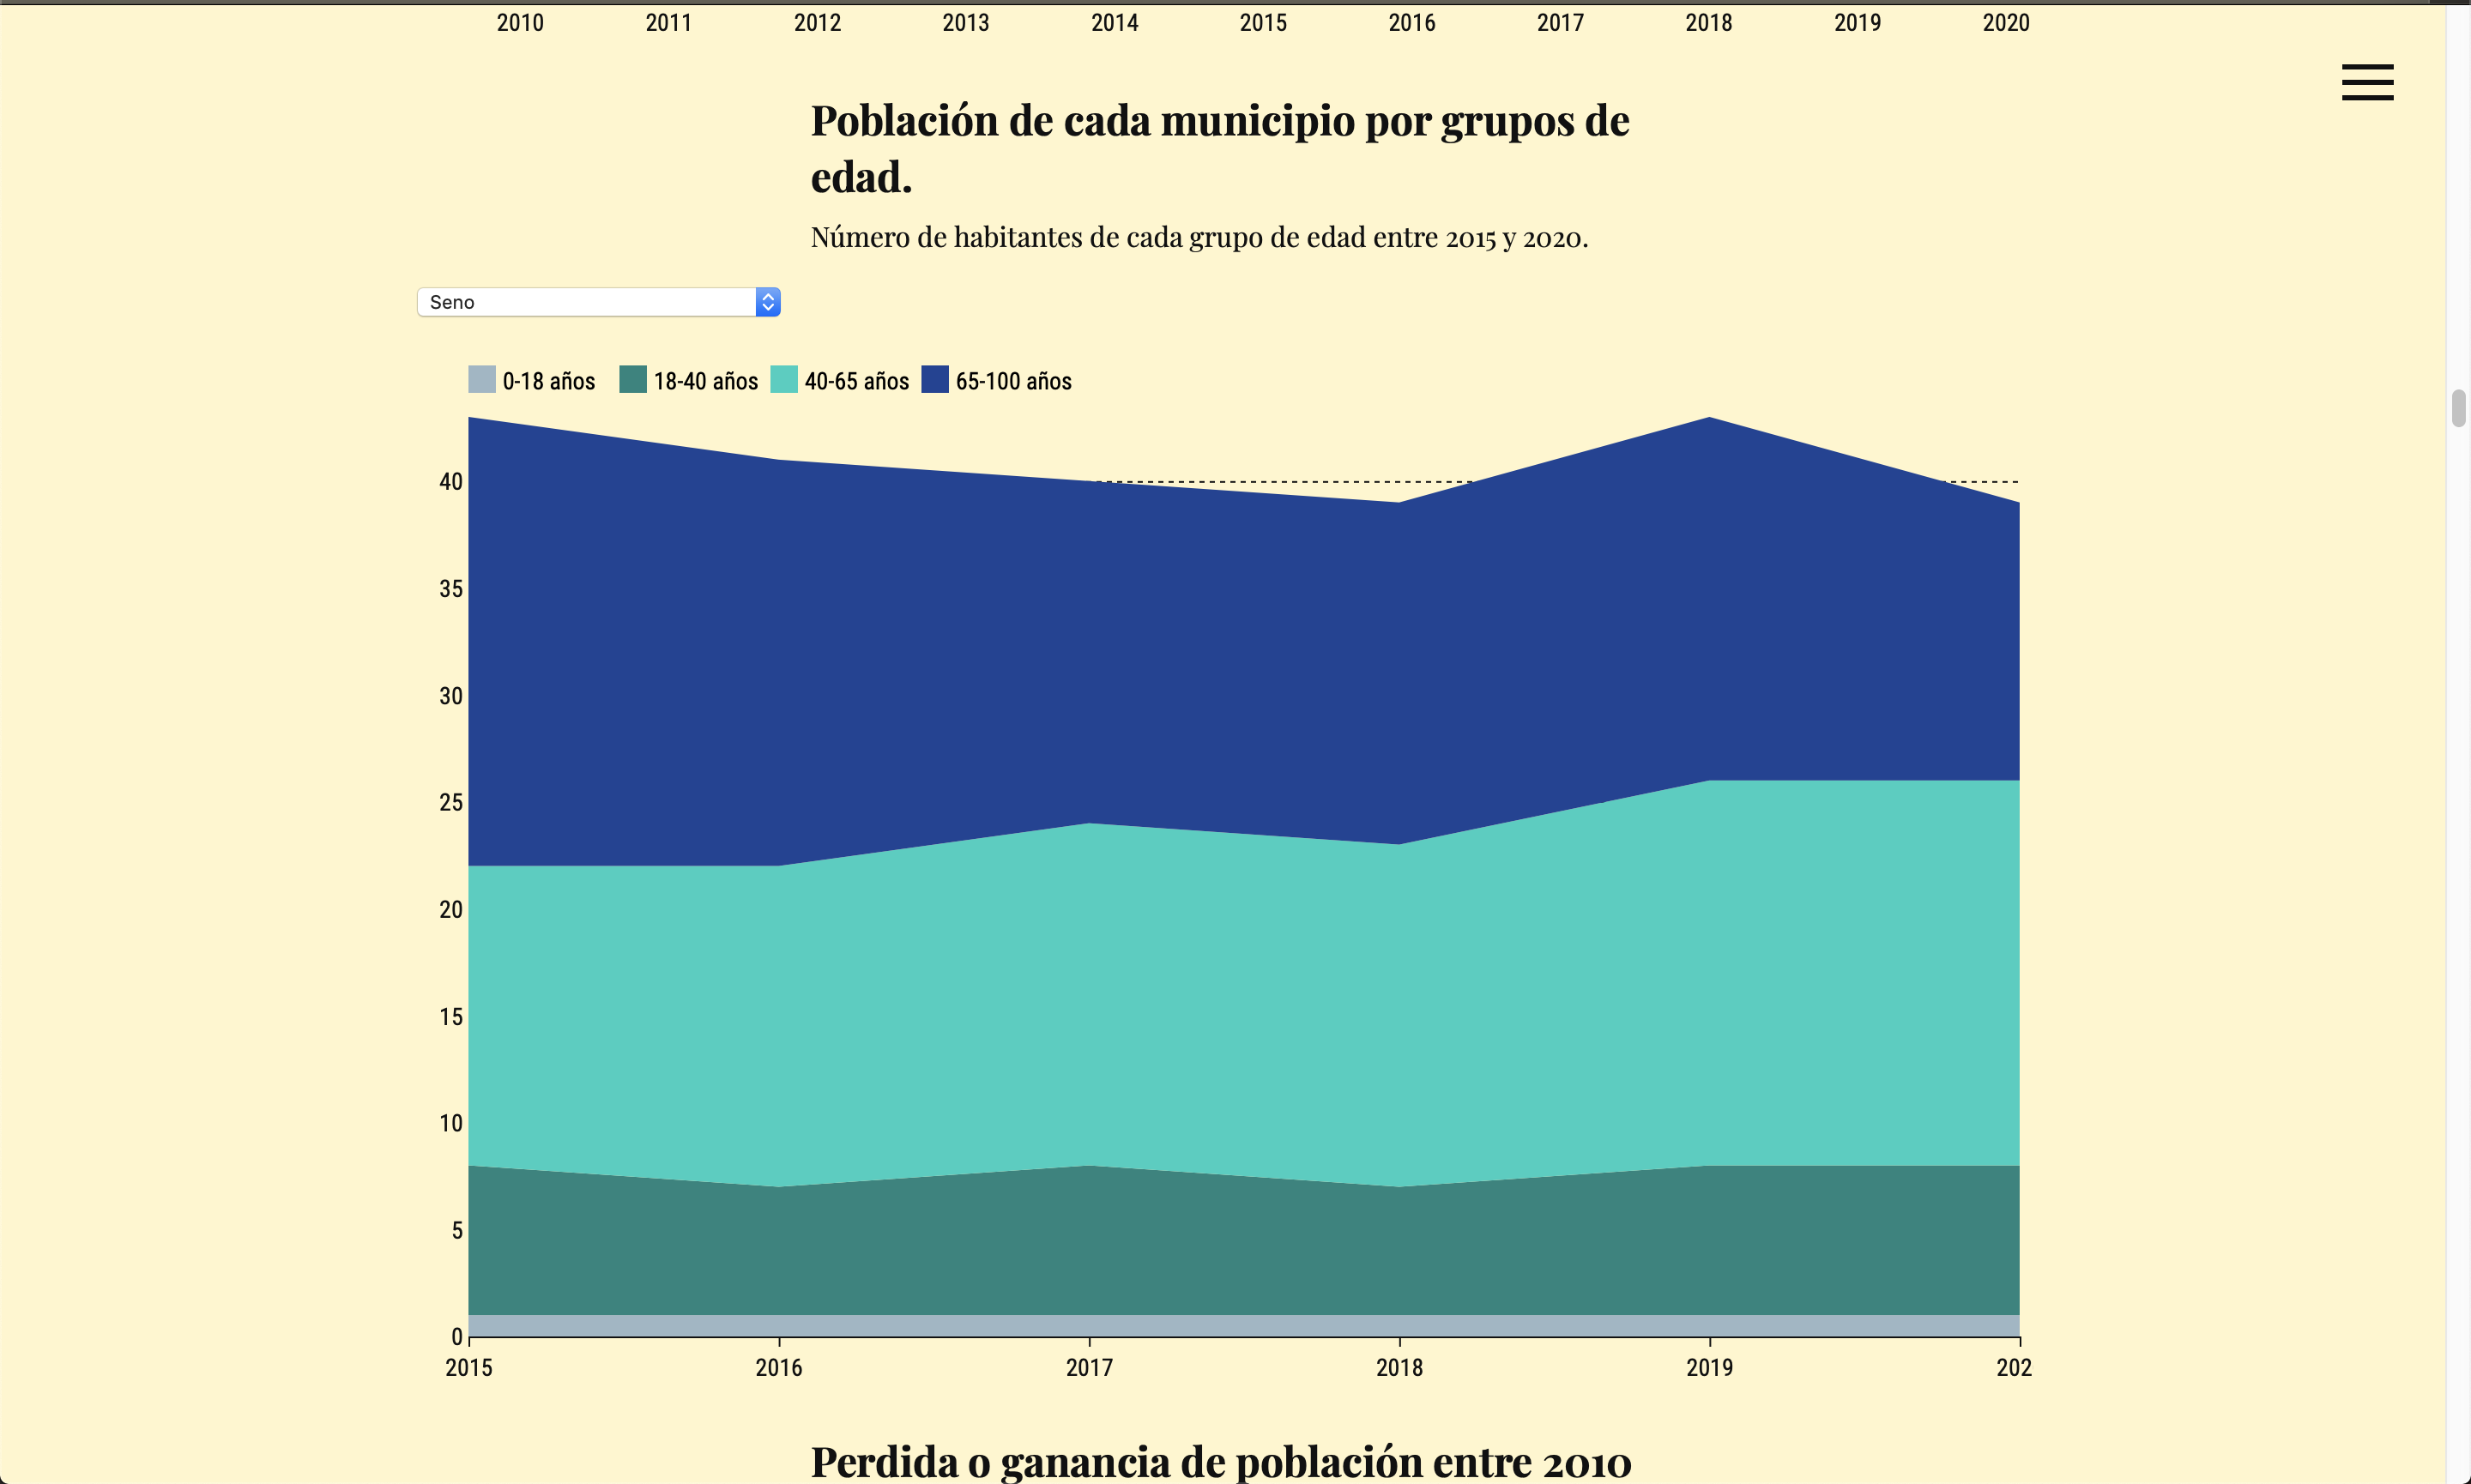 2010 2011 2012 2013 2014 2015 2016 2017 2018 2019 2020
Población de cada municipio por grupos de
edad.
Número de habitantes de cada grupo de edad entre 2015 y 2020.
Seno
0-18 años 18-40 años 40-65 años 65-100 años
40
35
30
25
20
15
10
5
0
2015 2016 2017 2018 2019 202
Perdida o ganancia de población entre 2010